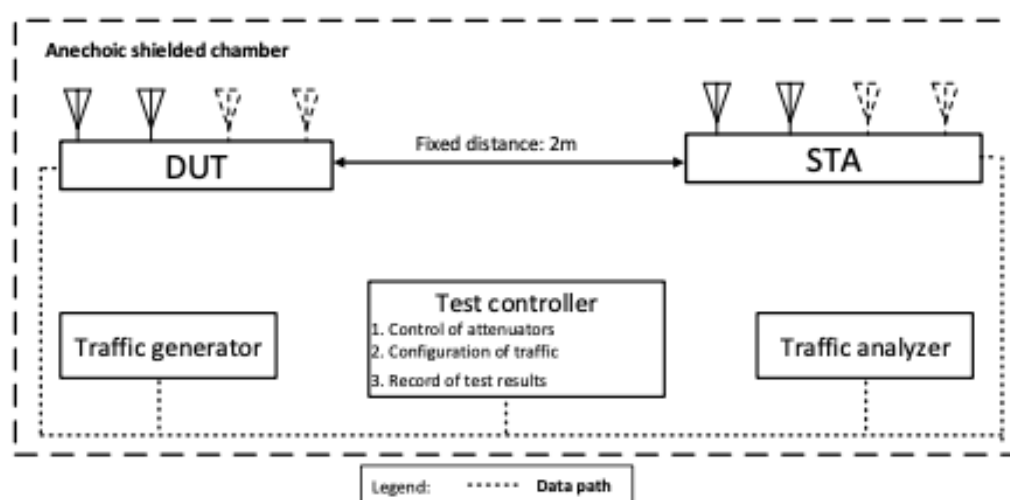 Anechoic shielded chamber
Fixed distance: 2m
DUT
STA
Test controller
1. Control of attenuators
2. Configuration of traffic
3. Record of test results
Traffic generator
Traffic analyzer
Legend: Data path